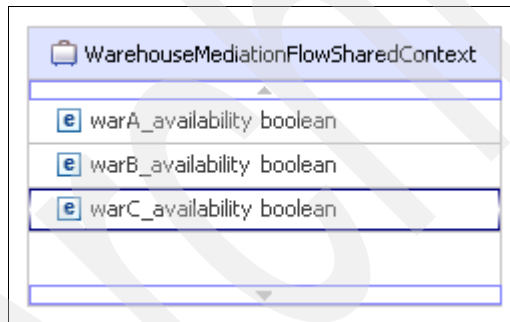 WarehouseMediationFlowSharedContext
e warA_availability boolean
e warB_availability boolean
e warC_availability boolean